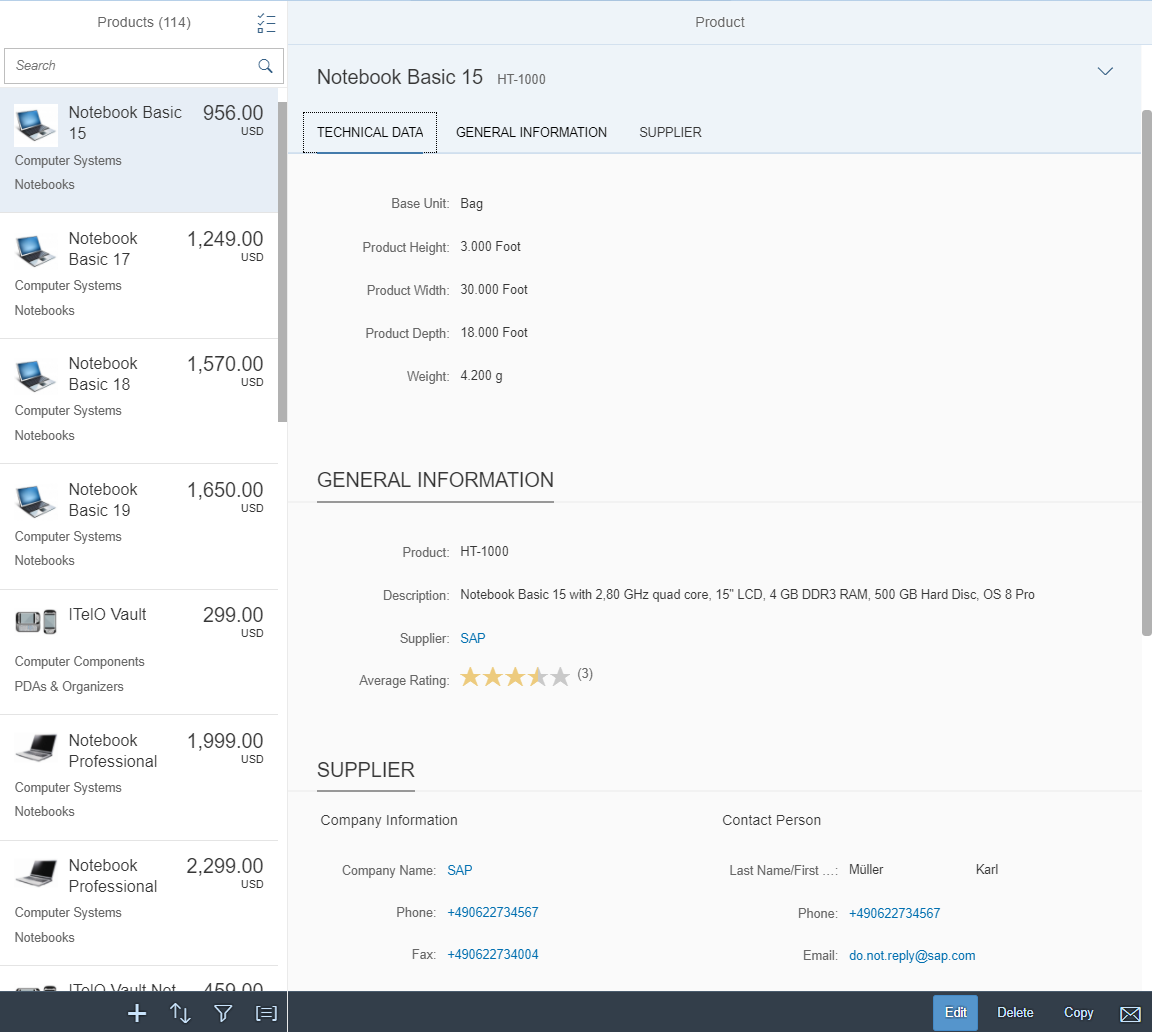 Products (114)
Search
Notebook Basic 15
956.00
USD
Computer Systems
Notebooks
Notebook Basic 17
1,249.00
USD
Computer Systems
Notebooks
Notebook Basic 18
1,570.00
USD
Computer Systems
Notebooks
Notebook Basic 19
1,650.00
USD
Computer Systems
Notebooks
ITelO Vault
299.00
USD
Computer Components
PDAs & Organizers
Notebook Professional
1,999.00
USD
Computer Systems
Notebooks
Notebook Professional
2,299.00
USD
Computer Systems
Notebooks
ITelO Vault Net
459.00
Product
Notebook Basic 15 HT-1000
TECHNICAL DATA GENERAL INFORMATION SUPPLIER
Base Unit: Bag
Product Height: 3.000 Foot
Product Width: 30.000 Foot
Product Depth: 18.000 Foot
Weight: 4.200 g
GENERAL INFORMATION
Product: HT-1000
Description: Notebook Basic 15 with 2,80 GHz quad core, 15" LCD, 4 GB DDR3 RAM, 500 GB Hard Disc, OS 8 Pro
Supplier: SAP
Average Rating: (3)
SUPPLIER
Company Information
Company Name: SAP
Phone: +490622734567
Fax: +490622734004
Contact Person
Last Name/First ...: Müller Karl
Phone: +490622734567
Email: do.not.reply@sap.com
Edit Delete Copy